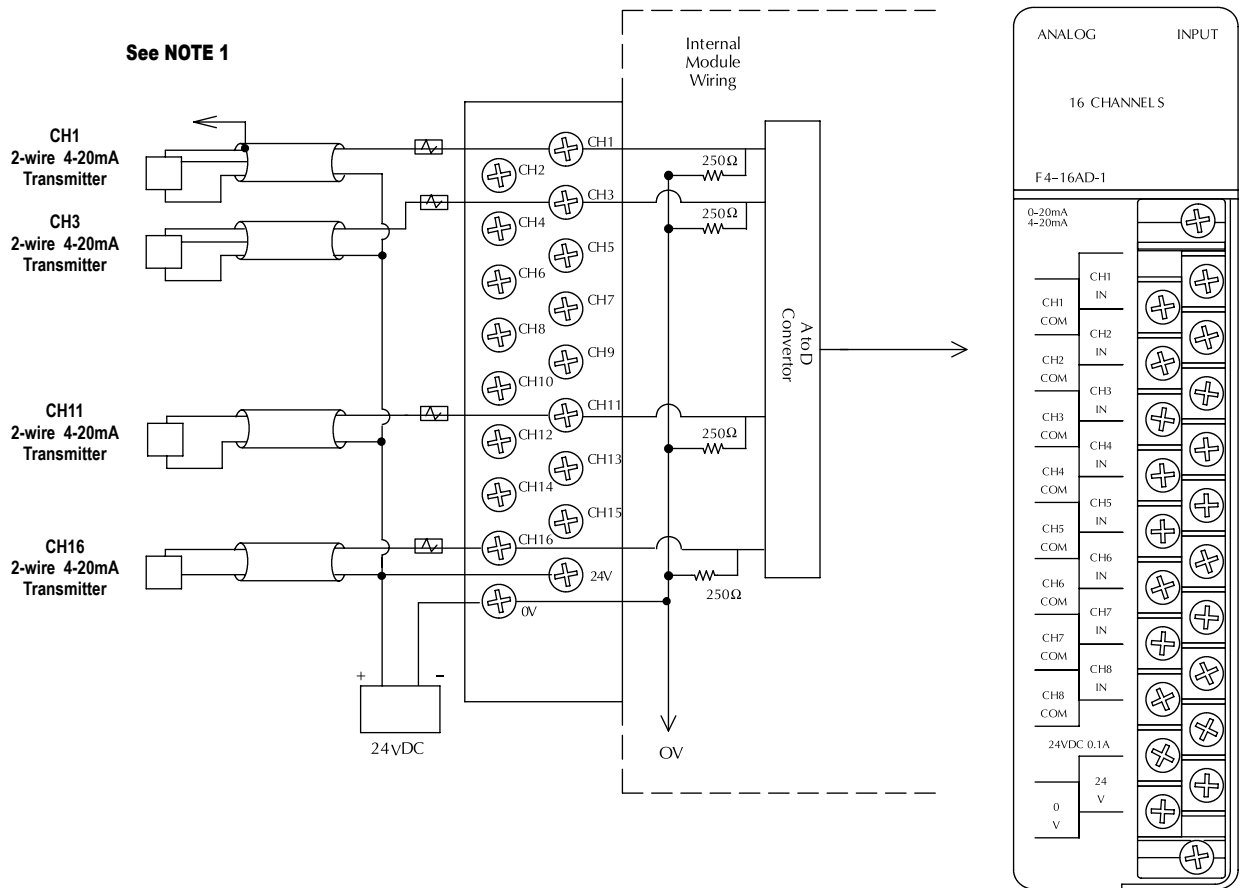 See NOTE 1
CH1
2-wire 4-20mA
Transmitter
CH3
2-wire 4-20mA
Transmitter
CH11
2-wire 4-20mA
Transmitter
CH16
2-wire 4-20mA
Transmitter
+
-
24VDC
CH1
CH2
CH3
CH4
CH5
CH6
CH7
CH8
CH9
CH10
CH11
CH12
CH13
CH14
CH15
CH16
24V
0V
Internal
Module
Wiring
250Ω
250Ω
250Ω
250Ω
A to D
Convertor
OV
ANALOG INPUT
16 CHANNELS
F4-16AD-1
0-20mA
4-20mA
CH1
IN
CH1
COM
CH2
IN
CH2
COM
CH3
IN
CH3
COM
CH4
IN
CH4
COM
CH5
IN
CH5
COM
CH6
IN
CH6
COM
CH7
IN
CH7
COM
CH8
IN
CH8
COM
24VDC 0.1A
24
V
0
V